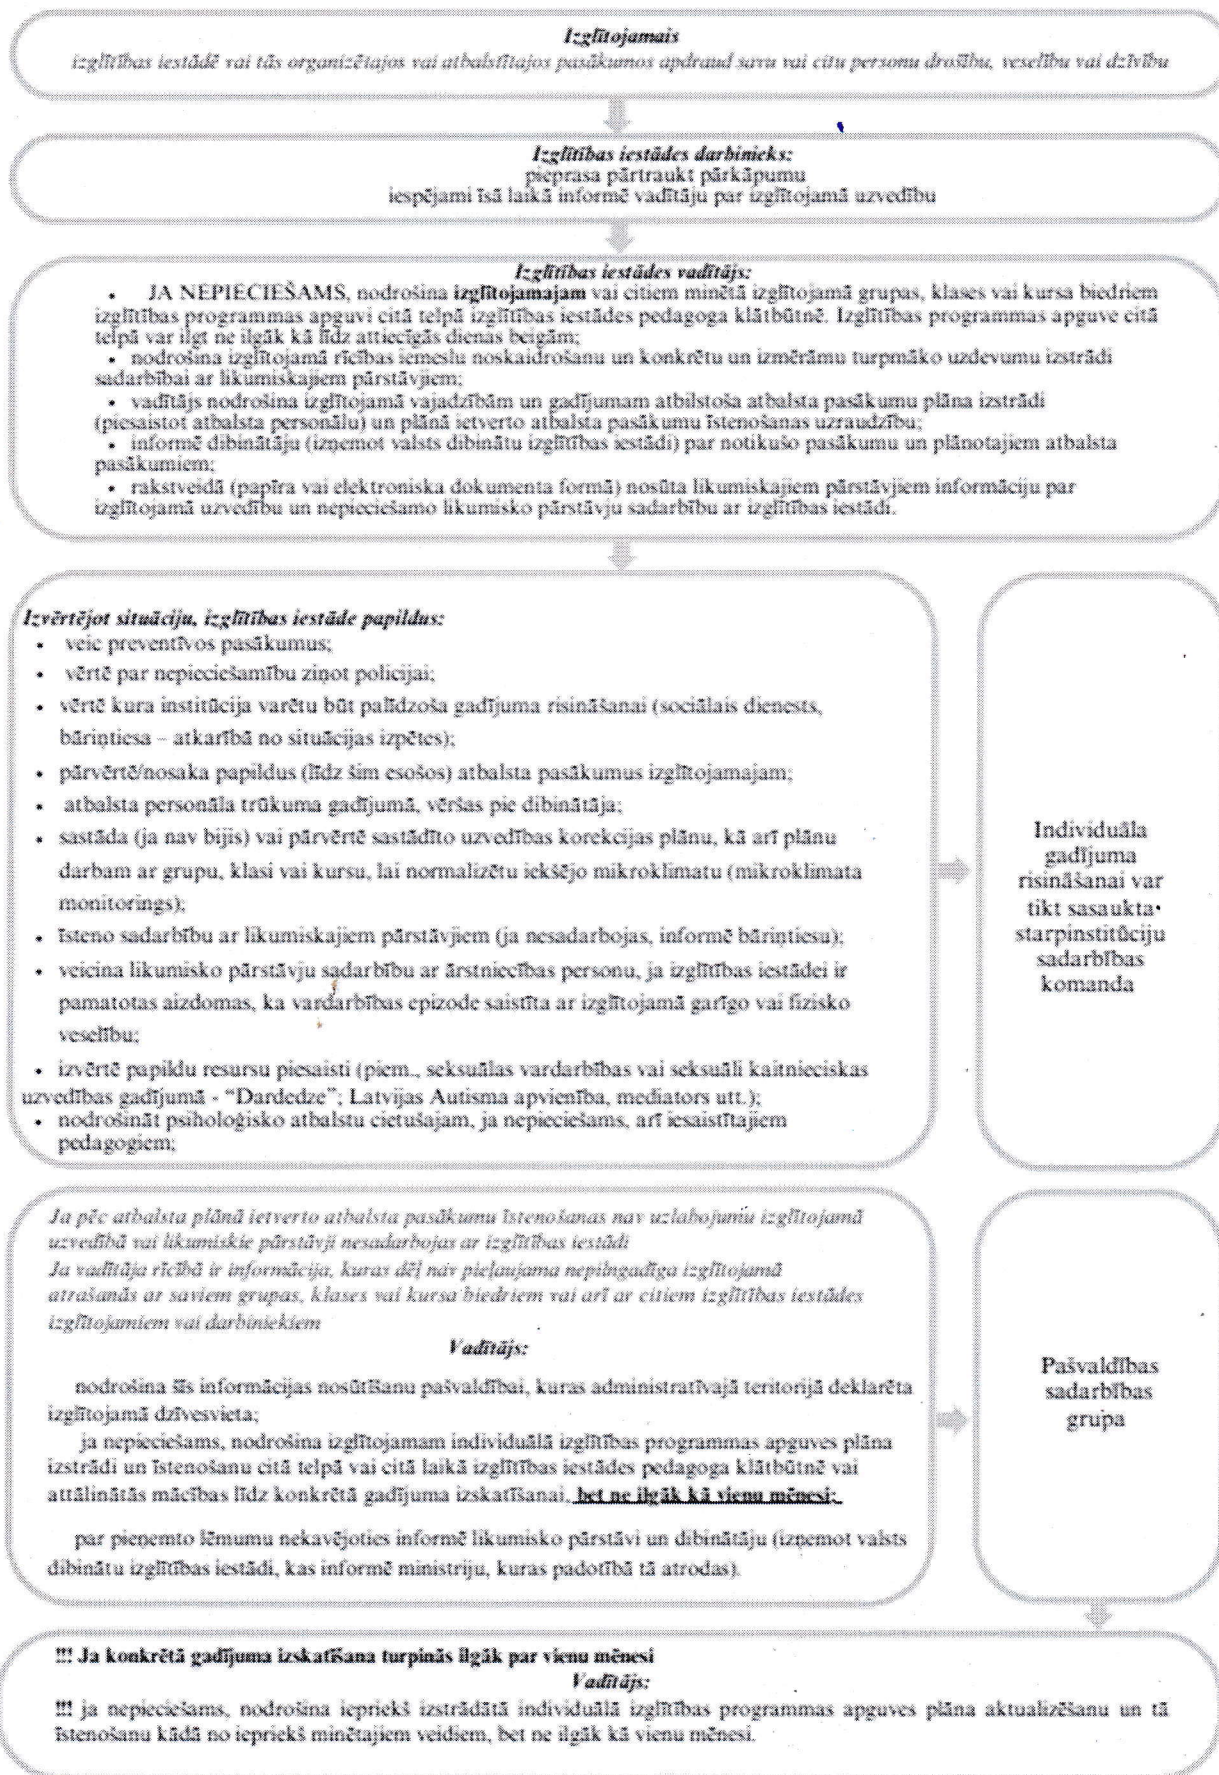 Izglītojamais
izglītības iestādē vai tās organizētajos vai atbalstītajos pasākumos apdraud savu vai citu personu drošību, veselību vai dzīvību
Izglītības iestādes darbinieks:
pieprasa pārtraukt pārkāpumu
iespējami īsā laikā informē vadītāju par izglītojamā uzvedību
Izglītības iestādes vadītājs:
• JA NEPIECIEŠAMS, nodrošina izglītojamajam vai citiem minētā izglītojamā grupas, klases vai kursa biedriem
izglītības programmas apguvi citā telpā izglītības iestādes pedagoga klātbūtnē. Izglītības programmas apguve citā
telpā var ilgt ne ilgāk kā līdz attiecīgās dienas beigām;
• nodrošina izglītojamā rīcības iemeslu noskaidrošanu un konkrētu un izmērāmu turpmāko uzdevumu izstrādi
sadarbībai ar likumiskajiem pārstāvjiem;
• vadītājs nodrošina izglītojamā vajadzībām un gadījumam atbilstoša atbalsta pasākumu plāna izstrādi
(piesaistot atbalsta personālu) un plānā ietverto atbalsta pasākumu īstenošanas uzraudzību;
• informē dibinātāju (izņemot valsts dibinātu izglītības iestādi) par notikušo pasākumu un plānotajiem atbalsta
pasākumiem;
• rakstveidā (papīra vai elektroniska dokumenta formā) nosūta likumiskajiem pārstāvjiem informāciju par
izglītojamā uzvedību un nepieciešamo likumisko pārstāvju sadarbību ar izglītības iestādi.
Izvērtējot situāciju, izglītības iestāde papildus:
• veic preventīvos pasākumus;
• vērtē par nepieciešamību ziņot policijai;
• vērtē kura institūcija varētu būt palīdzoša gadījuma risināšanai (sociālais dienests,
bāriņtiesa – atkarībā no situācijas izpētes);
• pārvērtē/nosaka papildus (līdz šim esošos) atbalsta pasākumus izglītojamajam;
• atbalsta personāla trūkuma gadījumā, vēršas pie dibinātāja;
• sastāda (ja nav bijis) vai pārvērtē sastādīto uzvedības korekcijas plānu, kā arī plānu
darbam ar grupu, klasi vai kursu, lai normalizētu iekšējo mikroklimatu (mikroklimata
monitorings);
• īsteno sadarbību ar likumiskajiem pārstāvjiem (ja nesadarbojas, informē bāriņtiesu);
• veicina likumisko pārstāvju sadarbību ar ārstniecības personu, ja izglītības iestādei ir
pamatotas aizdomas, ka vardarbības epizode saistīta ar izglītojamā garīgo vai fizisko
veselību;
• izvērtē papildu resursu piesaisti (piem., seksuālas vardarbības vai seksuāli kaitnieciskas
uzvedības gadījumā - “Dardedze”; Latvijas Autisma apvienība, mediators utt.);
• nodrošināt psiholoģisko atbalstu cietušajam, ja nepieciešams, arī iesaistītajiem
pedagogiem;
Individuāla
gadījuma
risināšanai var
tikt sasaukta
starpinstitūciju
sadarbības
komanda
Ja pēc atbalsta plānā ietverto atbalsta pasākumu īstenošanas nav uzlabojumu izglītojamā
uzvedībā vai likumiskie pārstāvji nesadarbojas ar izglītības iestādi
Ja vadītāja rīcībā ir informācija, kuras dēļ nav pieļaujama nepilngadīga izglītojamā
atrašanās ar saviem grupas, klases vai kursa biedriem vai arī ar citiem izglītības iestādes
izglītojamiem vai darbiniekiem
Vadītājs:
nodrošina šīs informācijas nosūtīšanu pašvaldībai, kuras administratīvajā teritorijā deklarēta
izglītojamā dzīvesvieta;
ja nepieciešams, nodrošina izglītojamam individuālā izglītības programmas apguves plāna
izstrādi un īstenošanu citā telpā vai citā laikā izglītības iestādes pedagoga klātbūtnē vai
attālinātās mācības līdz konkrētā gadījuma izskatīšanai, bet ne ilgāk kā vienu mēnesi;
par pieņemto lēmumu nekavējoties informē likumisko pārstāvi un dibinātāju (izņemot valsts
dibinātu izglītības iestādi, kas informē ministriju, kuras padotībā tā atrodas).
Pašvaldības
sadarbības
grupa
!!! Ja konkrētā gadījuma izskatīšana turpinās ilgāk par vienu mēnesi
Vadītājs:
!!! ja nepieciešams, nodrošina iepriekš izstrādātā individuālā izglītības programmas apguves plāna aktualizēšanu un tā
īstenošanu kādā no iepriekš minētajiem veidiem, bet ne ilgāk kā vienu mēnesi.